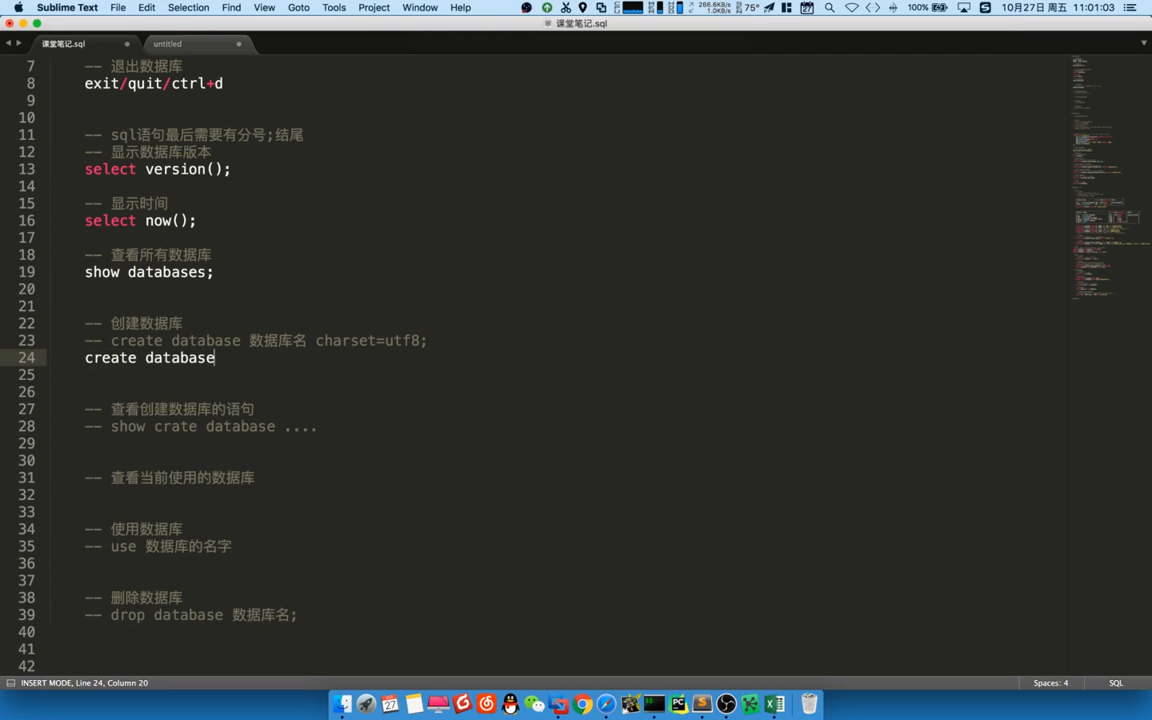 Sublime Text File Edit Selection Find View Goto Tools Project Window Help 266.6K/s 1.0K/s 75° 27 100% 10月27日 周五 11:01:03
课堂笔记.sql
课堂笔记.sql untitled
7 -- 退出数据库
8 exit/quit/ctrl+d
9
10
11 -- sql语句最后需要有分号;结尾
12 -- 显示数据库版本
13 select version();
14
15 -- 显示时间
16 select now();
17
18 -- 查看所有数据库
19 show databases;
20
21
22 -- 创建数据库
23 -- create database 数据库名 charset=utf8;
24 create database
25
26
27 -- 查看创建数据库的语句
28 -- show crate database ....
29
30
31 -- 查看当前使用的数据库
32
33
34 -- 使用数据库
35 -- use 数据库的名字
36
37
38 -- 删除数据库
39 -- drop database 数据库名;
40
41
42
INSERT MODE, Line 24, Column 20 Spaces: 4 SQL